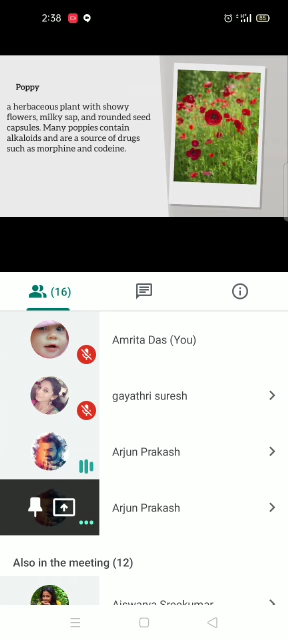 2:38
85
Poppy
a herbaceous plant with showy
flowers, milky sap, and rounded seed
capsules. Many poppies contain
alkaloids and are a source of drugs
such as morphine and codeine.
(16)
Amrita Das (You)
gayathri suresh
Arjun Prakash
Arjun Prakash
Also in the meeting (12)
Aiswarya Sreekumar